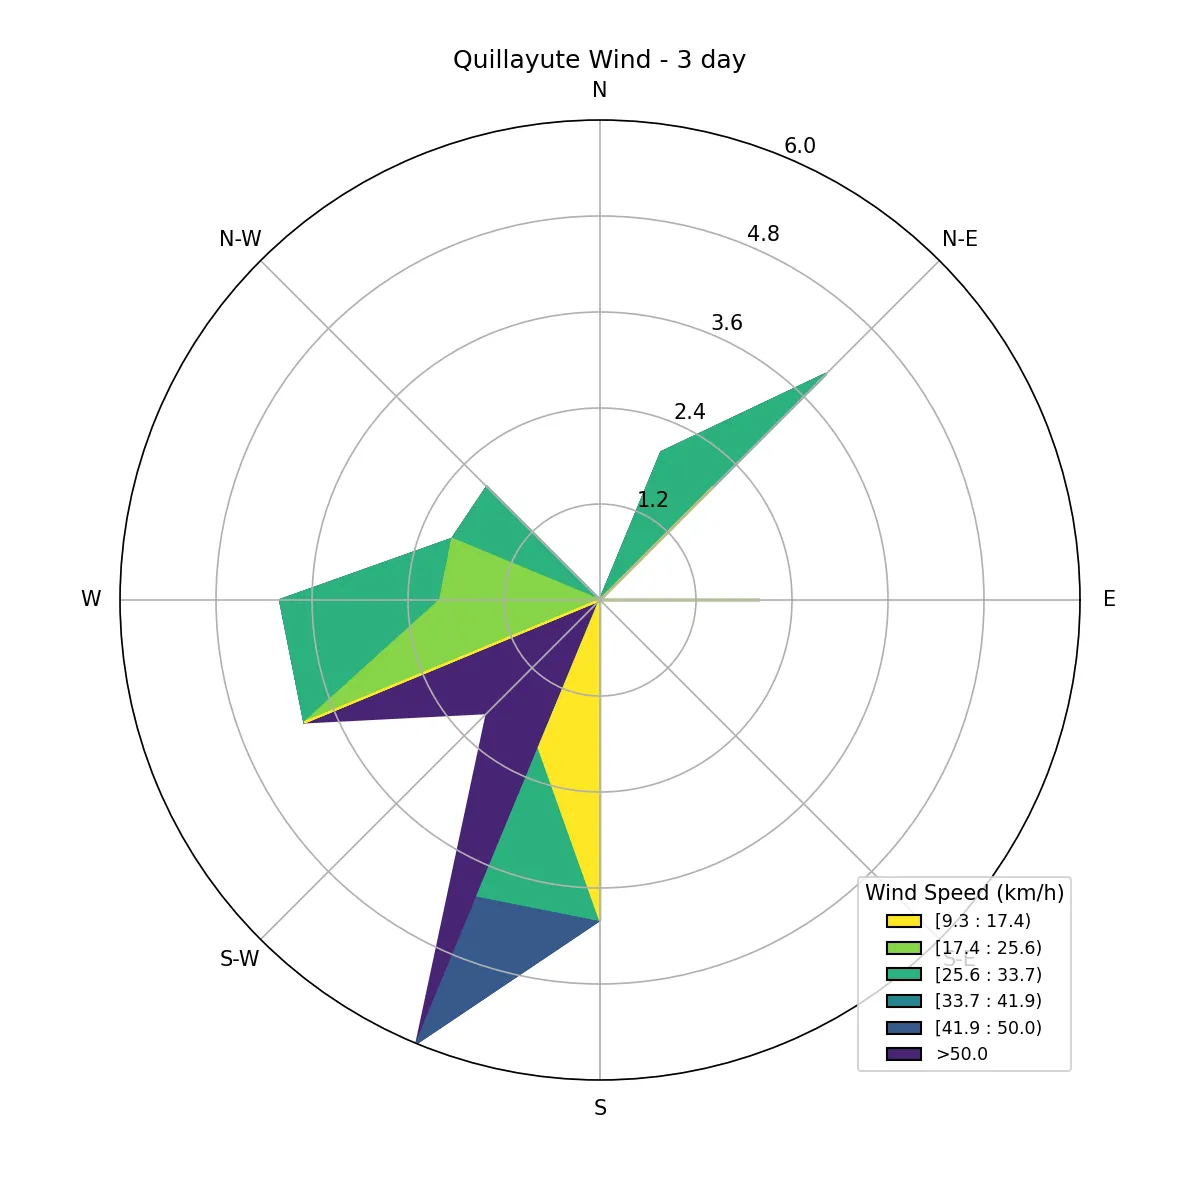 Quillayute Wind - 3 day
N
6.0
N-W
4.8
N-E
3.6
2.4
1.2
W
E
S-W
S-E
S
Wind Speed (km/h)
[9.3 : 17.4)
[17.4 : 25.6)
[25.6 : 33.7)
[33.7 : 41.9)
[41.9 : 50.0)
>50.0